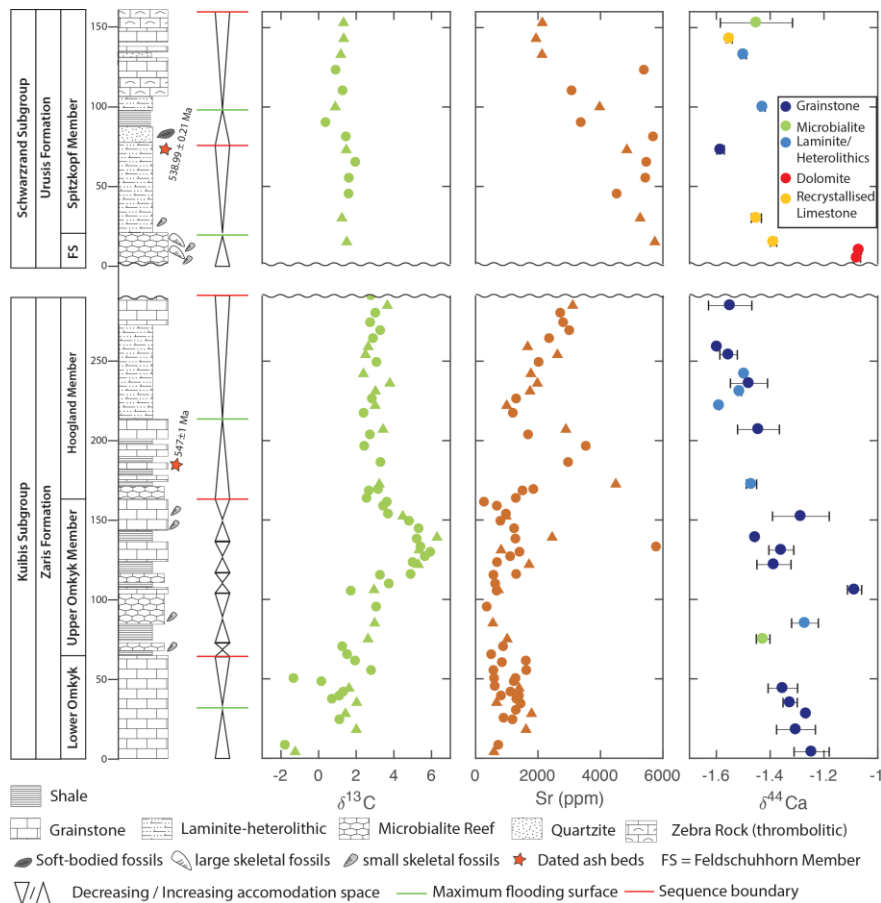 Schwarzrand Subgroup
Urusis Formation
Spitzkopf Member
FS
150
100
50
0
538.99 ± 0.21 Ma
Grainstone
Microbialite
Laminite/
Heterolithics
Dolomite
Recrystallised
Limestone
Kuibis Subgroup
Zaris Formation
Hoogland Member
Upper Omkyk Member
Lower Omkyk
250
200
150
100
50
0
547±1 Ma
-2 0 2 4 6
0 2000 4000 6000
-1.6 -1.4 -1.2 -1
δ¹³C
Sr (ppm)
δ⁴⁴Ca
Shale
Grainstone
Laminite-heterolithic
Microbialite Reef
Quartzite
Zebra Rock (thrombolitic)
Soft-bodied fossils
large skeletal fossils
small skeletal fossils
Dated ash beds
FS = Feldschuhhorn Member
Decreasing / Increasing accomodation space
Maximum flooding surface
Sequence boundary